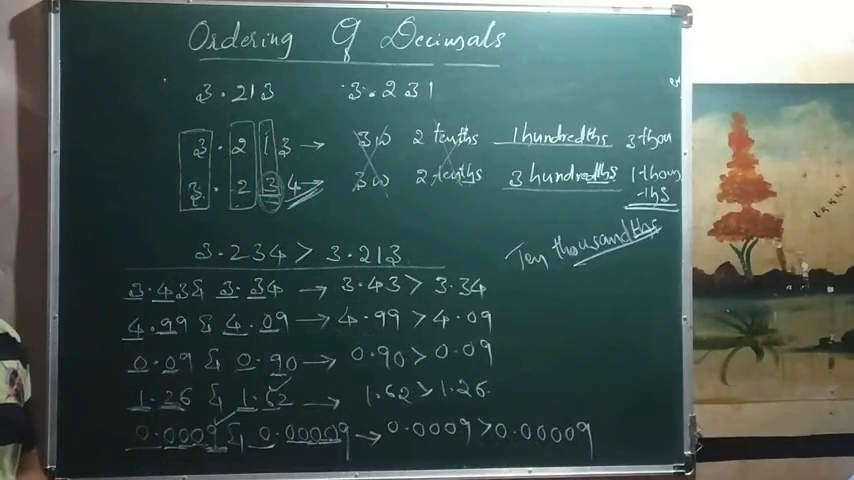 Ordering Of Decimals
3.213 3.231
3.213 → 3w 2 tenths 1 hundredths 3 thou
3.234 → 3w 2 tenths 3 hundredths 1 thou
-ths
3.234 > 3.213
Ten thousandths
3.43 & 3.34 → 3.43 > 3.34
4.99 & 4.09 → 4.99 > 4.09
0.09 & 0.90 → 0.90 > 0.09
1.26 & 1.62 → 1.62 > 1.26
0.0009 & 0.00009 → 0.0009 > 0.00009